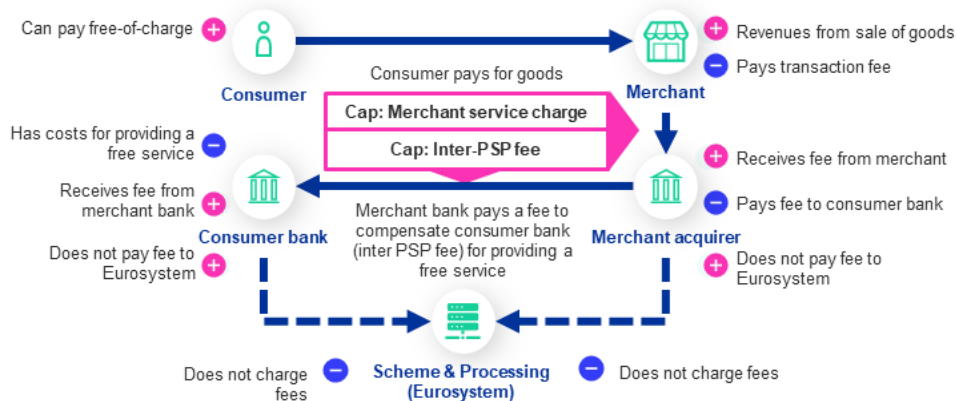 Can pay free-of-charge
Consumer
Consumer pays for goods
Merchant
Revenues from sale of goods
Pays transaction fee
Cap: Merchant service charge
Cap: Inter-PSP fee
Has costs for providing a
free service
Receives fee from
merchant bank
Does not pay fee to
Eurosystem
Consumer bank
Merchant bank pays a fee to
compensate consumer bank
(inter PSP fee) for providing a
free service
Merchant acquirer
Receives fee from merchant
Pays fee to consumer bank
Does not pay fee to
Eurosystem
Does not charge
fees
Scheme & Processing
(Eurosystem)
Does not charge fees